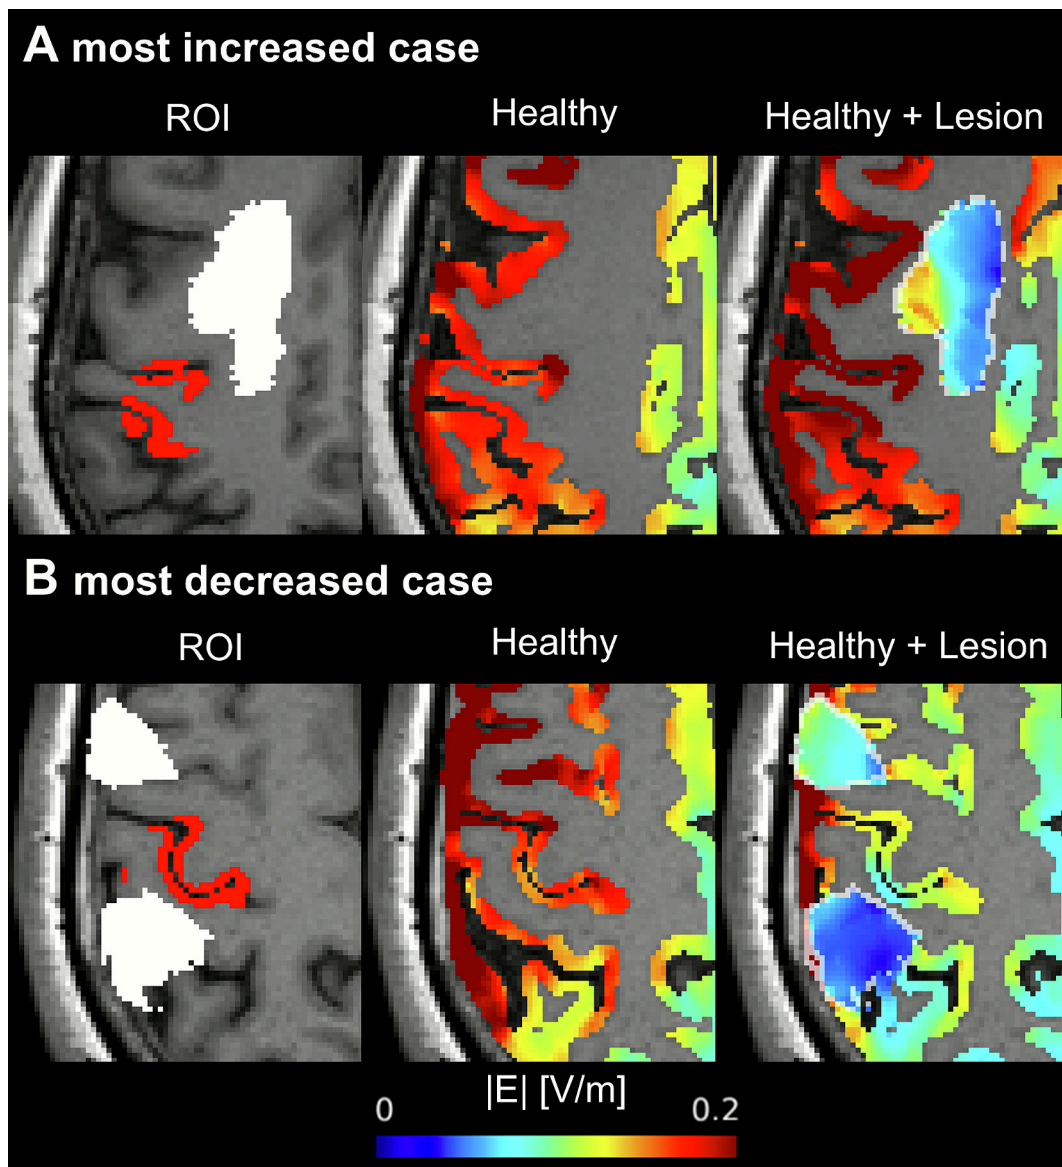 A most increased case
ROI
Healthy
Healthy + Lesion
B most decreased case
ROI
Healthy
Healthy + Lesion
|E| [V/m]
0
0.2